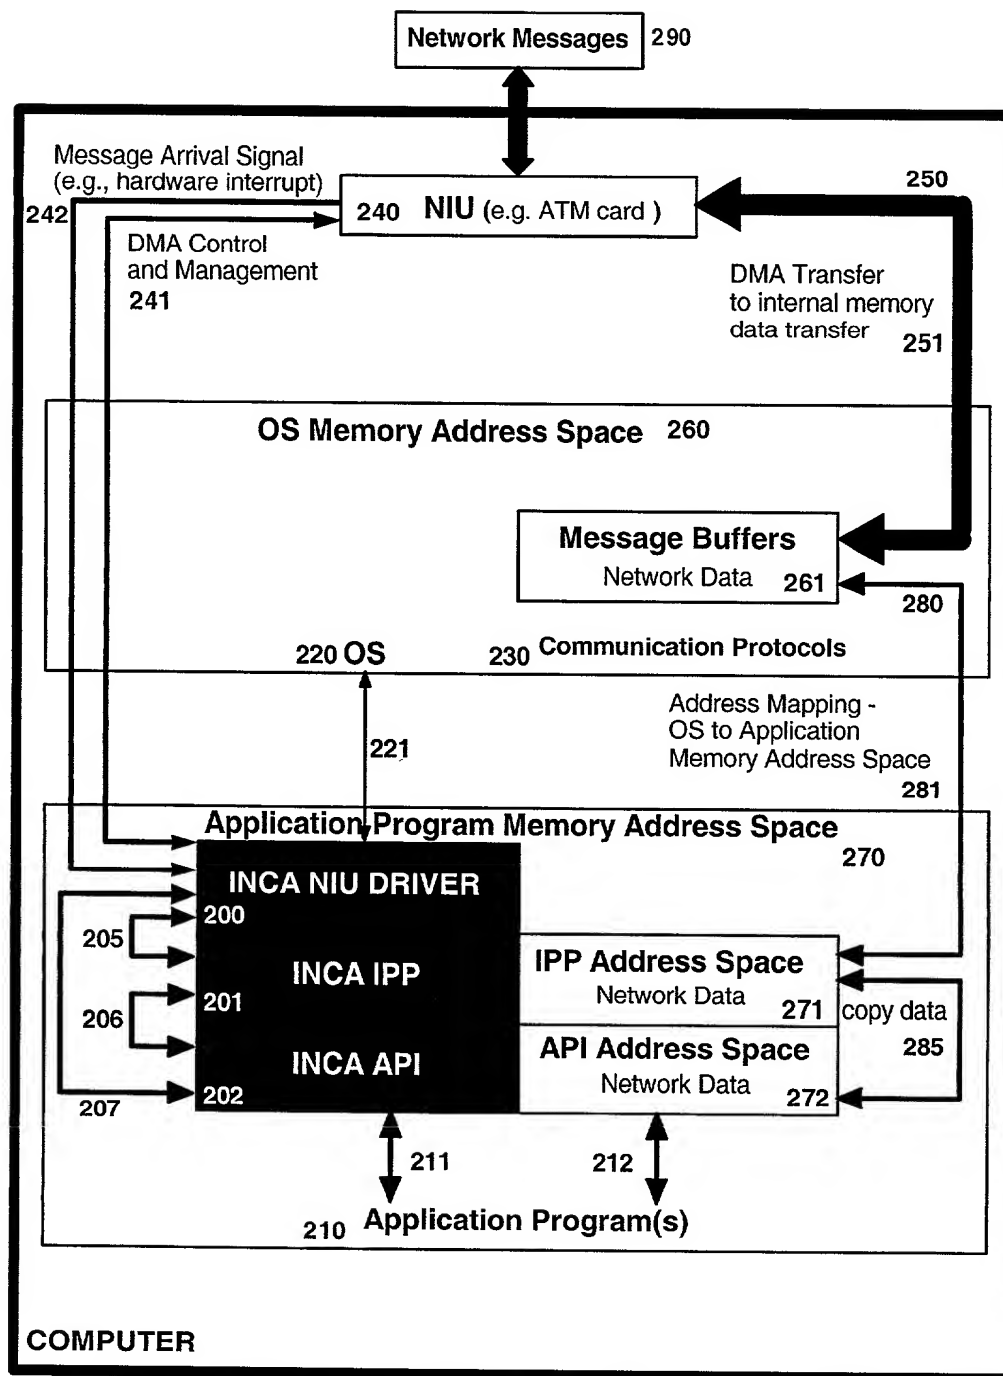 Network Messages 290
Message Arrival Signal
(e.g., hardware interrupt)
242
240 NIU (e.g. ATM card )
250
DMA Control
and Management
241
DMA Transfer
to internal memory
data transfer 251
OS Memory Address Space 260
Message Buffers
Network Data 261
280
220 OS
230 Communication Protocols
221
Address Mapping -
OS to Application
Memory Address Space
281
Application Program Memory Address Space
270
INCA NIU DRIVER
200
205
INCA IPP
201
206
INCA API
202
207
IPP Address Space
Network Data
271
copy data
285
API Address Space
Network Data
272
211
212
210 Application Program(s)
COMPUTER